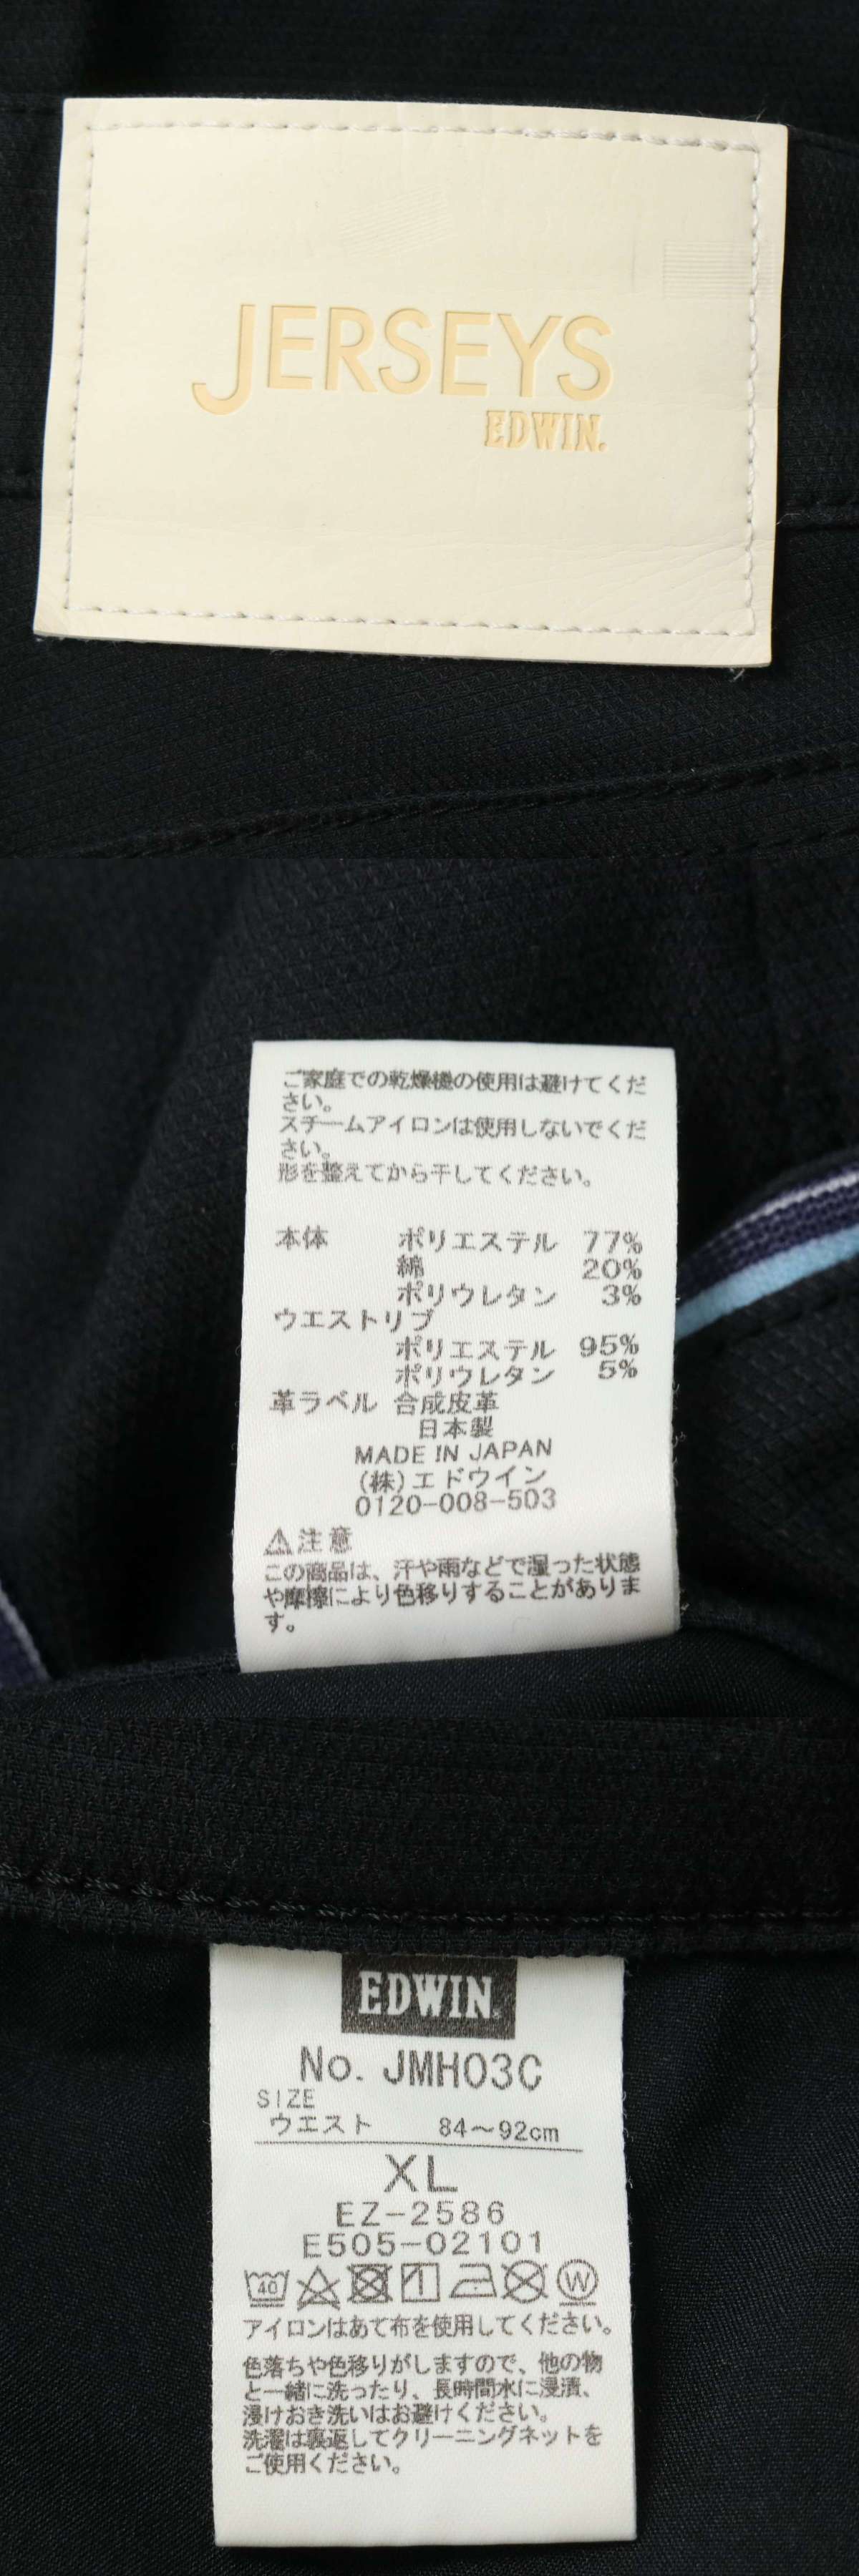 JERSEYS
EDWIN.
ご家庭での乾燥機の使用は避けてくだ
さい。
スチームアイロンは使用しないでくだ
さい。
形を整えてから干してください。
本体 ポリエステル 77%
綿 20%
ポリウレタン 3%
ウエストリブ
ポリエステル 95%
ポリウレタン 5%
革ラベル 合成皮革
日本製
MADE IN JAPAN
(株)エドウイン
0120-008-503
⚠注意
この商品は、汗や雨などで湿った状態
や摩擦により色移りすることがありま
す。
EDWIN.
No. JMH03C
SIZE
ウエスト 84～92cm
XL
EZ-2586
E505-02101
40 W
アイロンはあて布を使用してください。
色落ちや色移りがしますので、他の物
と一緒に洗ったり、長時間水に浸漬、
浸けおき洗いはお避けください。
洗濯は裏返してクリーニングネットを
ご使用ください。